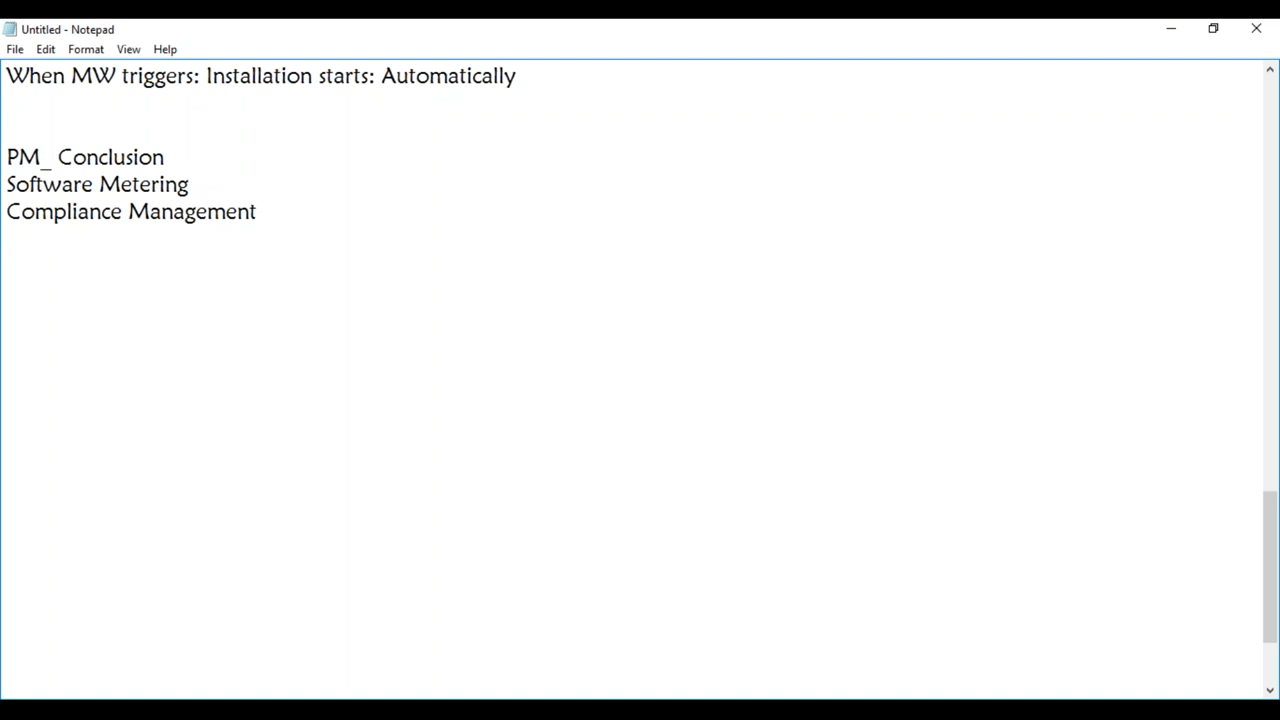 Untitled - Notepad
File Edit Format View Help
When MW triggers: Installation starts: Automatically
PM_ Conclusion
Software Metering
Compliance Management